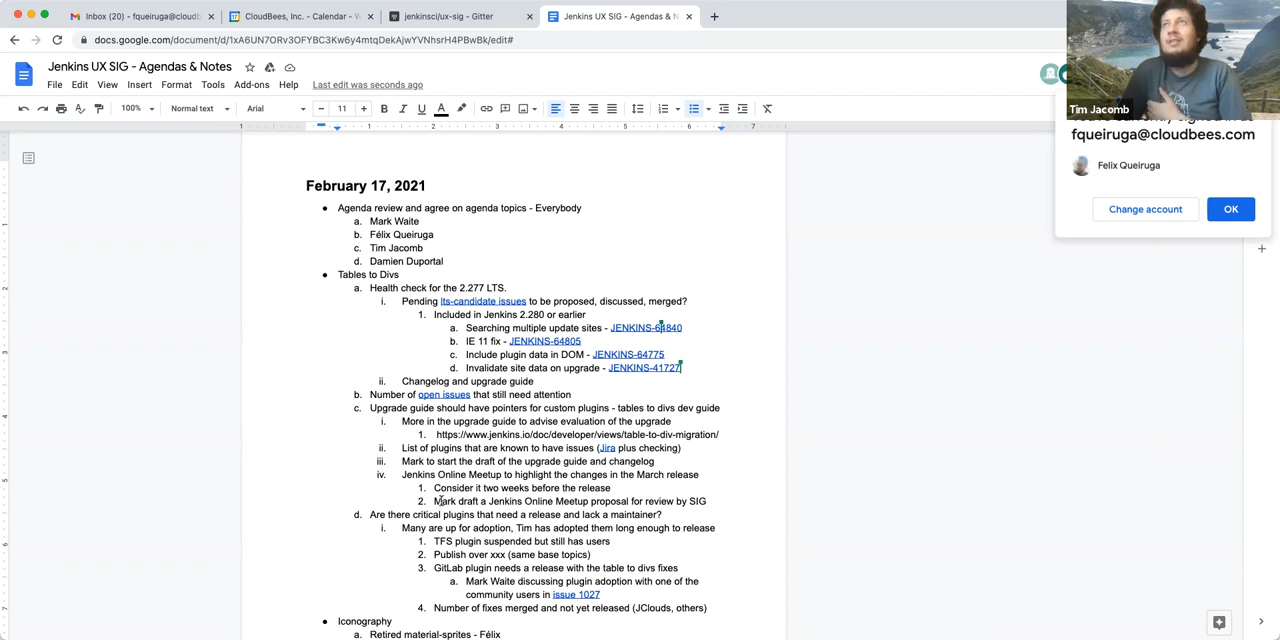 Inbox (20) - fqueiruga@cloudb
CloudBees, Inc. - Calendar - W
jenkinsci/ux-sig - Gitter
Jenkins UX SIG - Agendas & N
docs.google.com/document/d/1xA6UN7ORv3OFYBC3Kw6y4mtqDekAjwYVNhsrH4PBwBk/edit#
Jenkins UX SIG - Agendas & Notes
File Edit View Insert Format Tools Add-ons Help Last edit was seconds ago
100% Normal text Arial 11
Tim Jacomb
fqueiruga@cloudbees.com
Felix Queiruga
Change account OK
February 17, 2021
● Agenda review and agree on agenda topics - Everybody
a. Mark Waite
b. Félix Queiruga
c. Tim Jacomb
d. Damien Duportal
● Tables to Divs
a. Health check for the 2.277 LTS.
i. Pending lts-candidate issues to be proposed, discussed, merged?
1. Included in Jenkins 2.280 or earlier
a. Searching multiple update sites - JENKINS-64840
b. IE 11 fix - JENKINS-64805
c. Include plugin data in DOM - JENKINS-64775
d. Invalidate site data on upgrade - JENKINS-41727
ii. Changelog and upgrade guide
b. Number of open issues that still need attention
c. Upgrade guide should have pointers for custom plugins - tables to divs dev guide
i. More in the upgrade guide to advise evaluation of the upgrade
1. https://www.jenkins.io/doc/developer/views/table-to-div-migration/
ii. List of plugins that are known to have issues (Jira plus checking)
iii. Mark to start the draft of the upgrade guide and changelog
iv. Jenkins Online Meetup to highlight the changes in the March release
1. Consider it two weeks before the release
2. Mark draft a Jenkins Online Meetup proposal for review by SIG
d. Are there critical plugins that need a release and lack a maintainer?
i. Many are up for adoption, Tim has adopted them long enough to release
1. TFS plugin suspended but still has users
2. Publish over xxx (same base topics)
3. GitLab plugin needs a release with the table to divs fixes
a. Mark Waite discussing plugin adoption with one of the
community users in issue 1027
4. Number of fixes merged and not yet released (JClouds, others)
● Iconography
a. Retired material-sprites - Félix